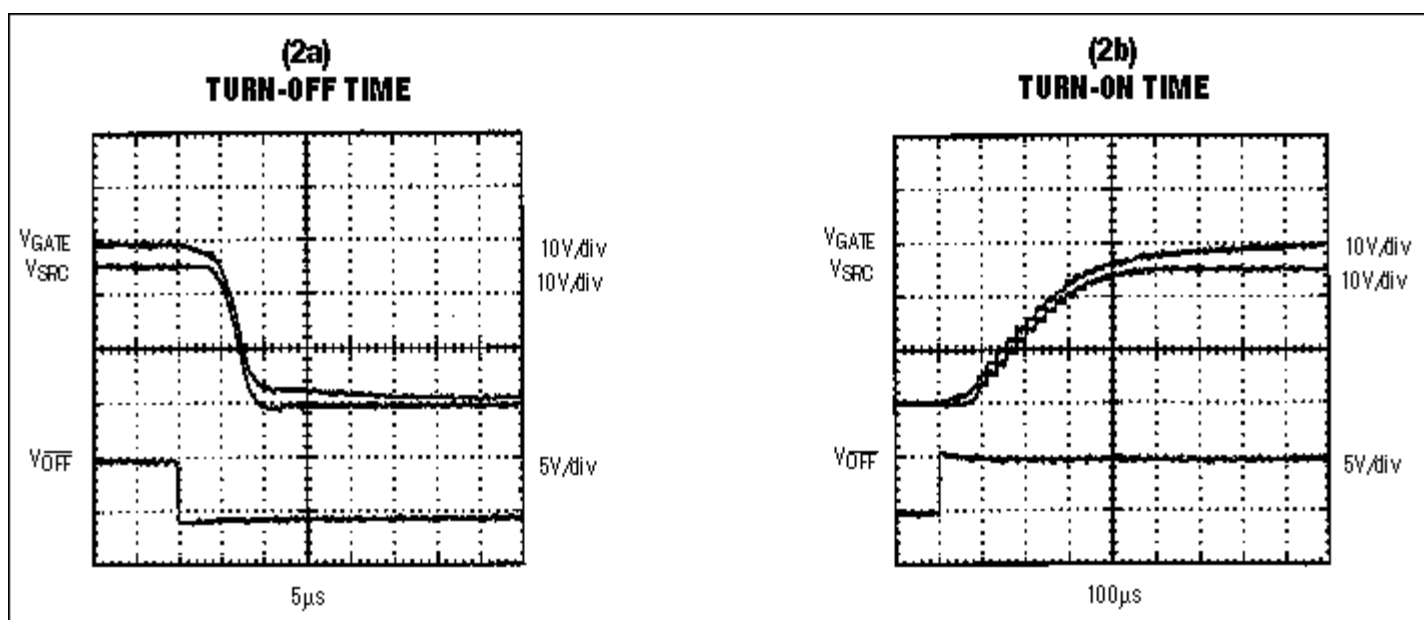 (2a)
TURN-OFF TIME
VGATE
VSRC
10V/div
10V/div
VOFF
5V/div
5µs
(2b)
TURN-ON TIME
VGATE
VSRC
10V/div
10V/div
VOFF
5V/div
100µs